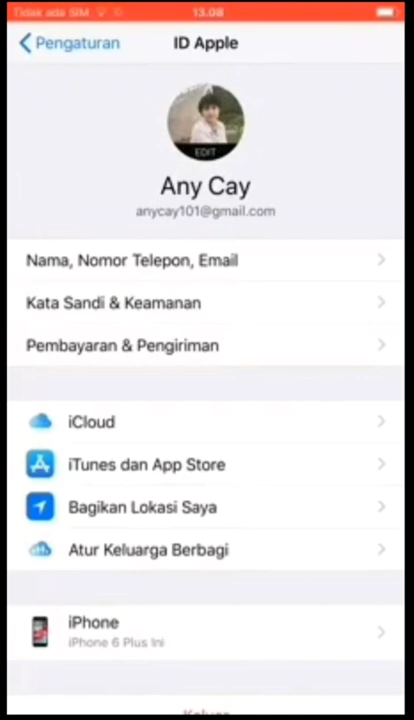 Tidak ada SIM
13.08
Pengaturan
ID Apple
EDIT
Any Cay
anycay101@gmail.com
Nama, Nomor Telepon, Email
Kata Sandi & Keamanan
Pembayaran & Pengiriman
iCloud
iTunes dan App Store
Bagikan Lokasi Saya
Atur Keluarga Berbagi
iPhone
iPhone 6 Plus Ini